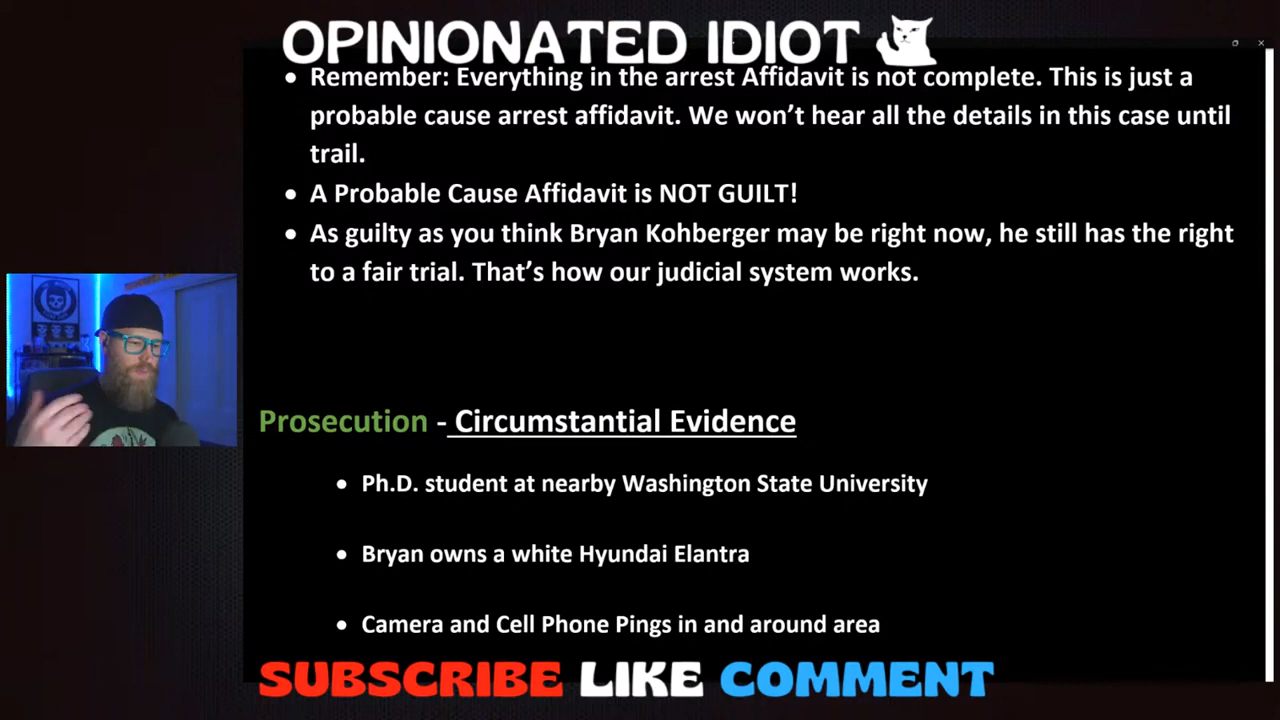 OPINIONATED IDIOT
• Remember: Everything in the arrest Affidavit is not complete. This is just a
probable cause arrest affidavit. We won’t hear all the details in this case until
trail.
• A Probable Cause Affidavit is NOT GUILT!
• As guilty as you think Bryan Kohberger may be right now, he still has the right
to a fair trial. That’s how our judicial system works.
Prosecution - Circumstantial Evidence
• Ph.D. student at nearby Washington State University
• Bryan owns a white Hyundai Elantra
• Camera and Cell Phone Pings in and around area
SUBSCRIBE LIKE COMMENT